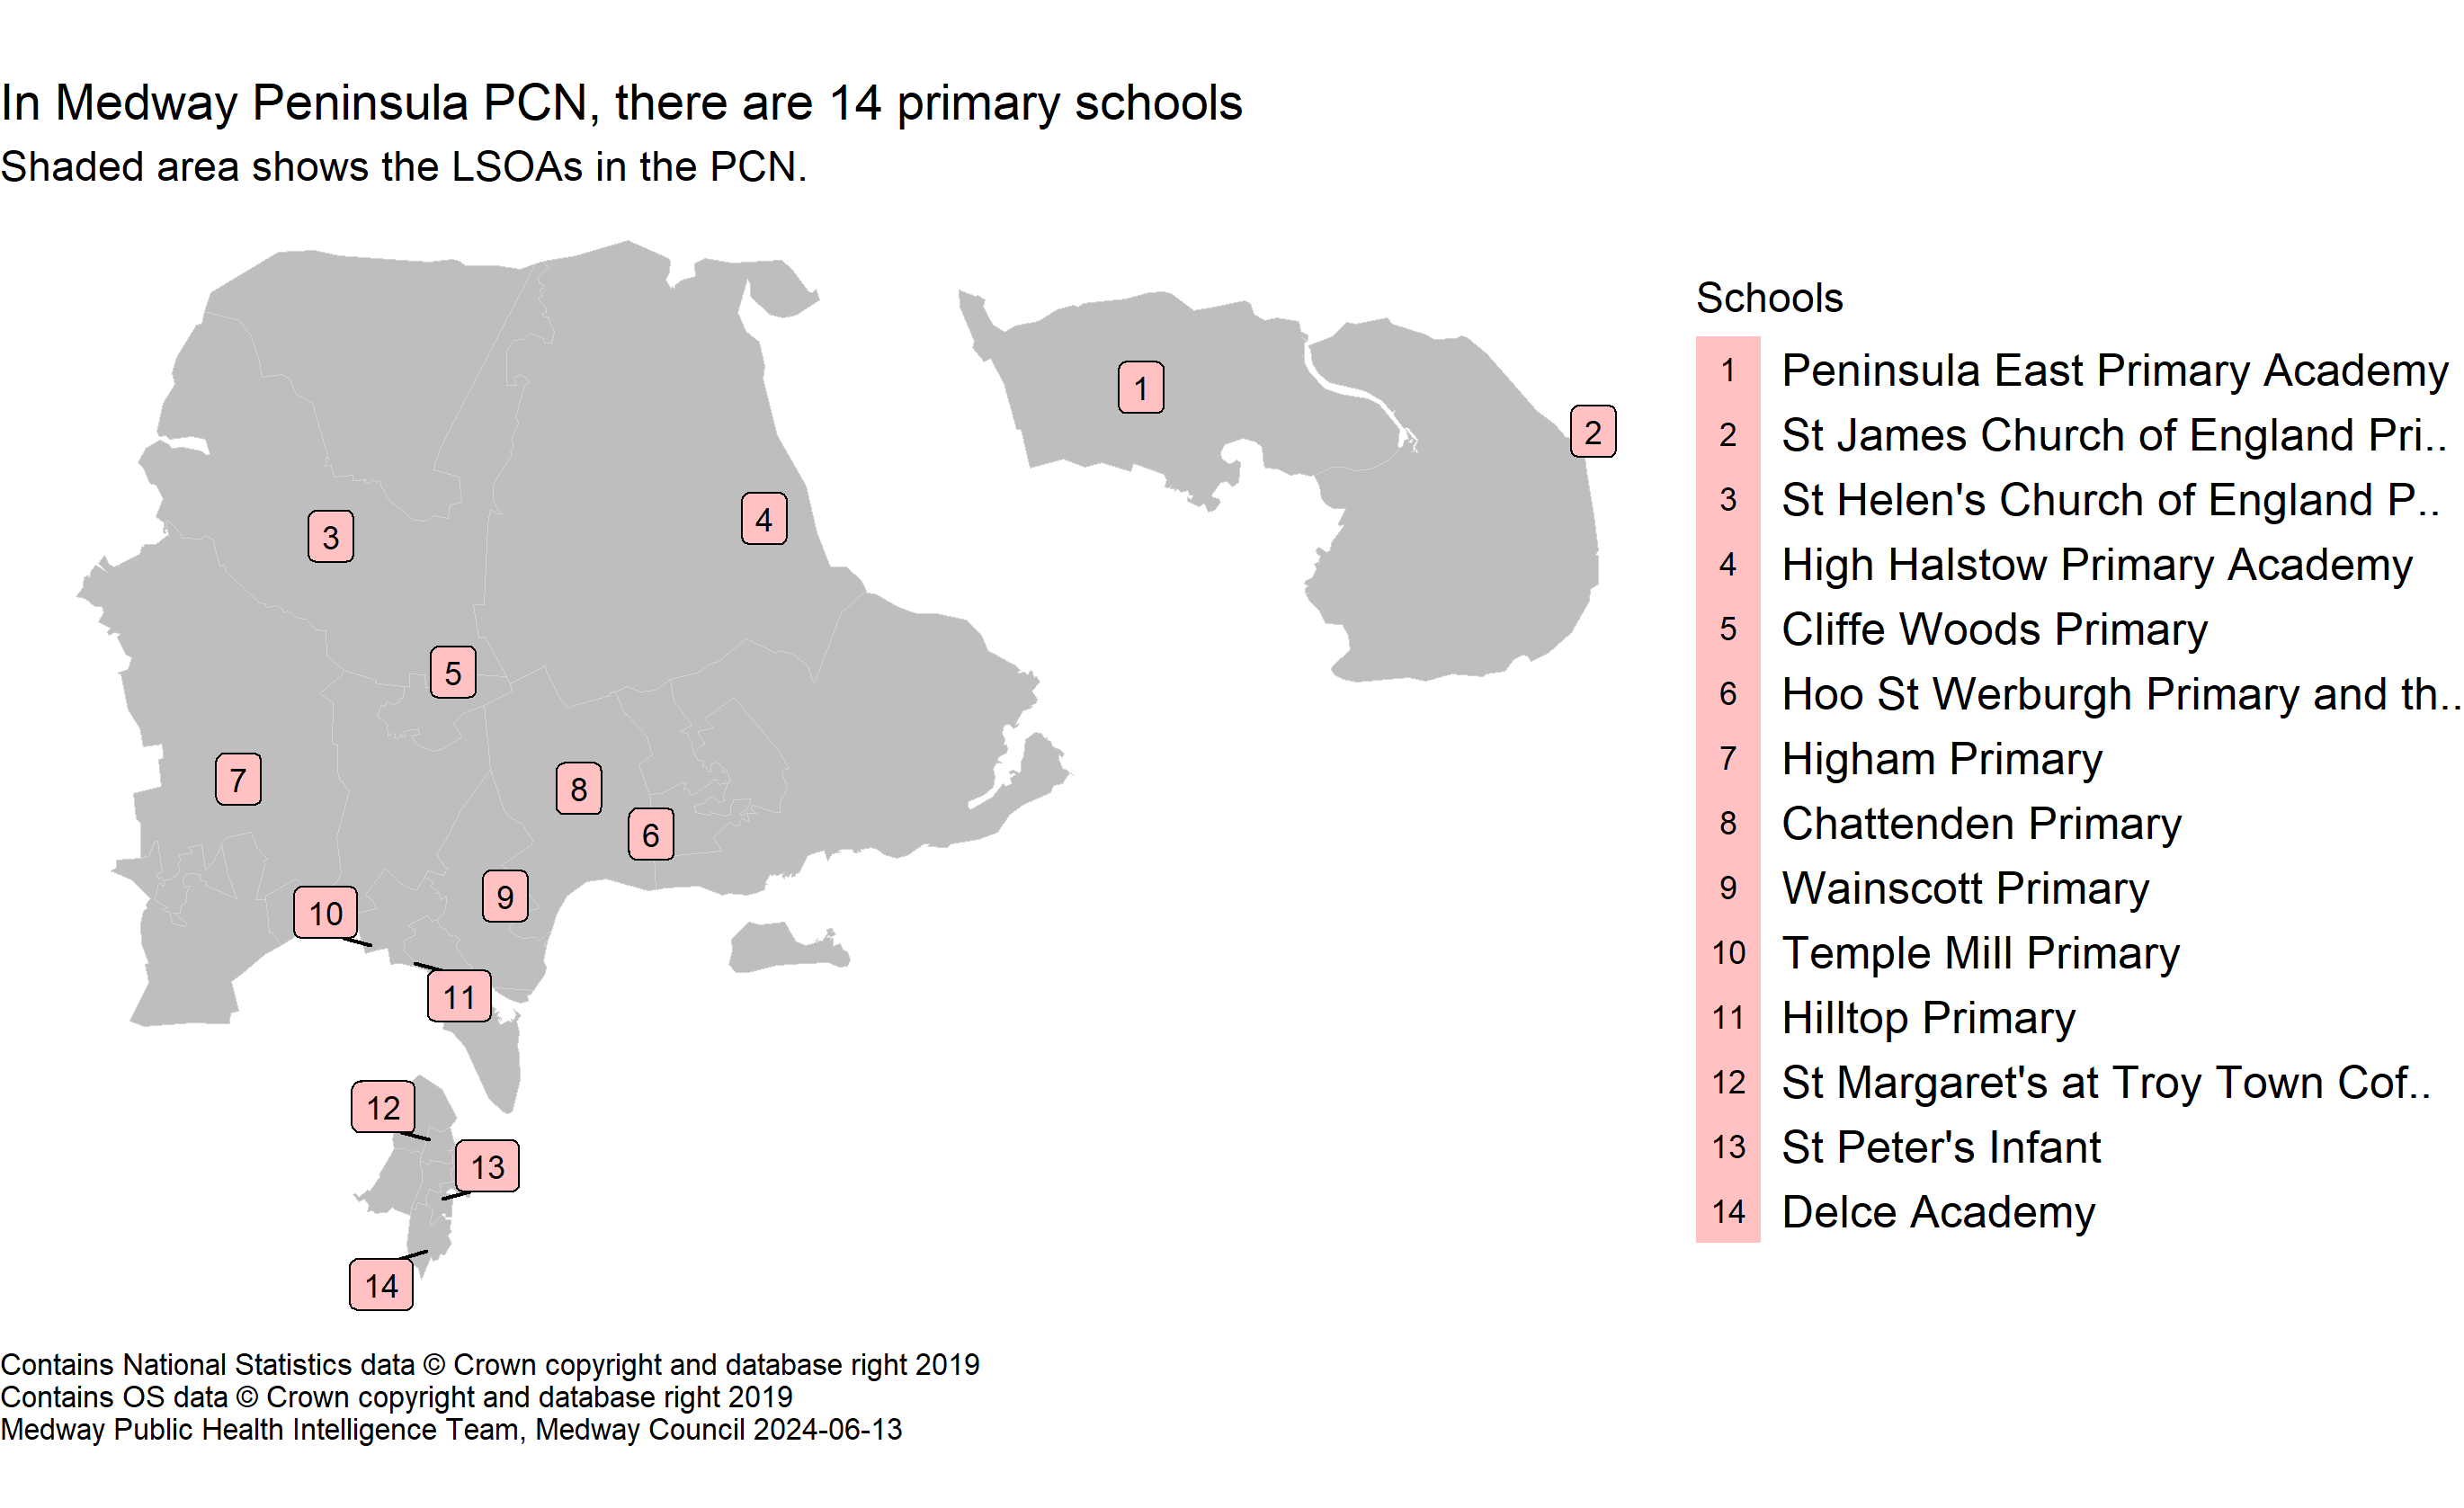 In Medway Peninsula PCN, there are 14 primary schools
Shaded area shows the LSOAs in the PCN.
1
2
3
4
5
6
7
8
9
10
11
12
13
14
Schools
1 Peninsula East Primary Academy
2 St James Church of England Pri..
3 St Helen's Church of England P..
4 High Halstow Primary Academy
5 Cliffe Woods Primary
6 Hoo St Werburgh Primary and th..
7 Higham Primary
8 Chattenden Primary
9 Wainscott Primary
10 Temple Mill Primary
11 Hilltop Primary
12 St Margaret's at Troy Town Cof..
13 St Peter's Infant
14 Delce Academy
Contains National Statistics data © Crown copyright and database right 2019
Contains OS data © Crown copyright and database right 2019
Medway Public Health Intelligence Team, Medway Council 2024-06-13